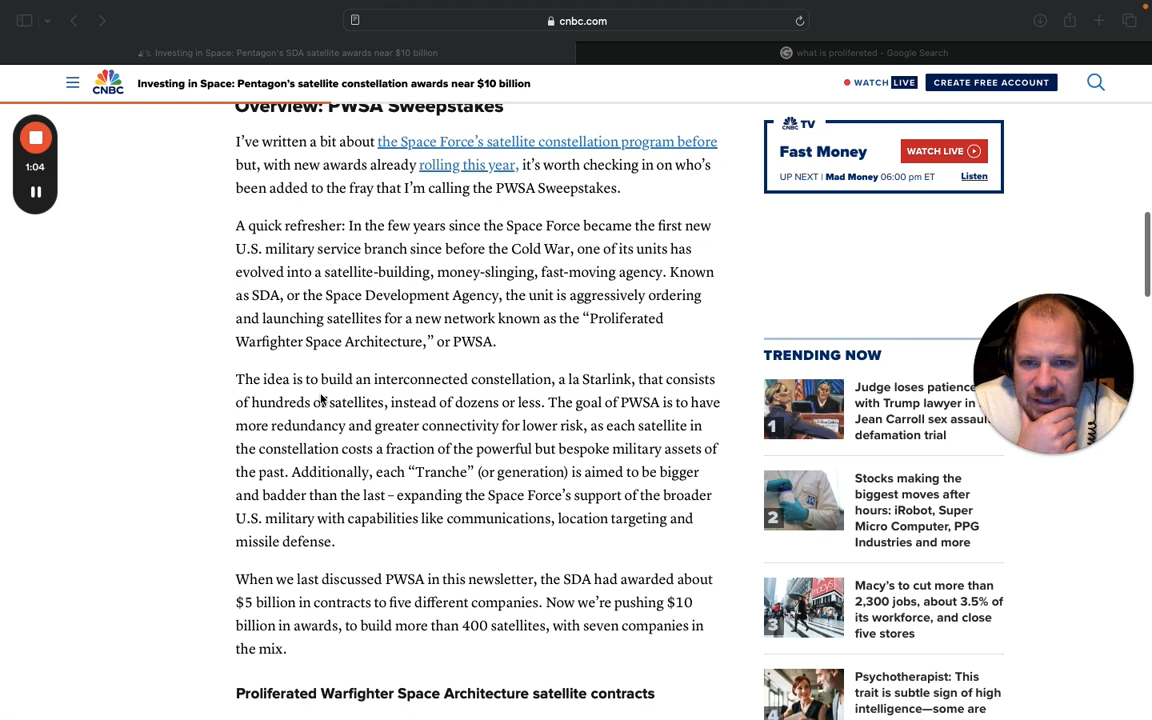 cnbc.com
Investing in Space: Pentagon's SDA satellite awards near $10 billion
what is prolifereted - Google Search
CNBC
Investing in Space: Pentagon's satellite constellation awards near $10 billion
WATCH LIVE
CREATE FREE ACCOUNT
1:04
Overview: PWSA Sweepstakes
I've written a bit about the Space Force's satellite constellation program before
but, with new awards already rolling this year, it's worth checking in on who's
been added to the fray that I'm calling the PWSA Sweepstakes.
A quick refresher: In the few years since the Space Force became the first new
U.S. military service branch since before the Cold War, one of its units has
evolved into a satellite-building, money-slinging, fast-moving agency. Known
as SDA, or the Space Development Agency, the unit is aggressively ordering
and launching satellites for a new network known as the “Proliferated
Warfighter Space Architecture,” or PWSA.
The idea is to build an interconnected constellation, a la Starlink, that consists
of hundreds of satellites, instead of dozens or less. The goal of PWSA is to have
more redundancy and greater connectivity for lower risk, as each satellite in
the constellation costs a fraction of the powerful but bespoke military assets of
the past. Additionally, each “Tranche” (or generation) is aimed to be bigger
and badder than the last – expanding the Space Force's support of the broader
U.S. military with capabilities like communications, location targeting and
missile defense.
When we last discussed PWSA in this newsletter, the SDA had awarded about
$5 billion in contracts to five different companies. Now we're pushing $10
billion in awards, to build more than 400 satellites, with seven companies in
the mix.
Proliferated Warfighter Space Architecture satellite contracts
CNBC TV
Fast Money
WATCH LIVE
UP NEXT | Mad Money 06:00 pm ET
Listen
TRENDING NOW
1
Judge loses patience
with Trump lawyer in
Jean Carroll sex assau
defamation trial
2
Stocks making the
biggest moves after
hours: iRobot, Super
Micro Computer, PPG
Industries and more
3
Macy's to cut more than
2,300 jobs, about 3.5% of
its workforce, and close
five stores
Psychotherapist: This
trait is subtle sign of high
intelligence—some are